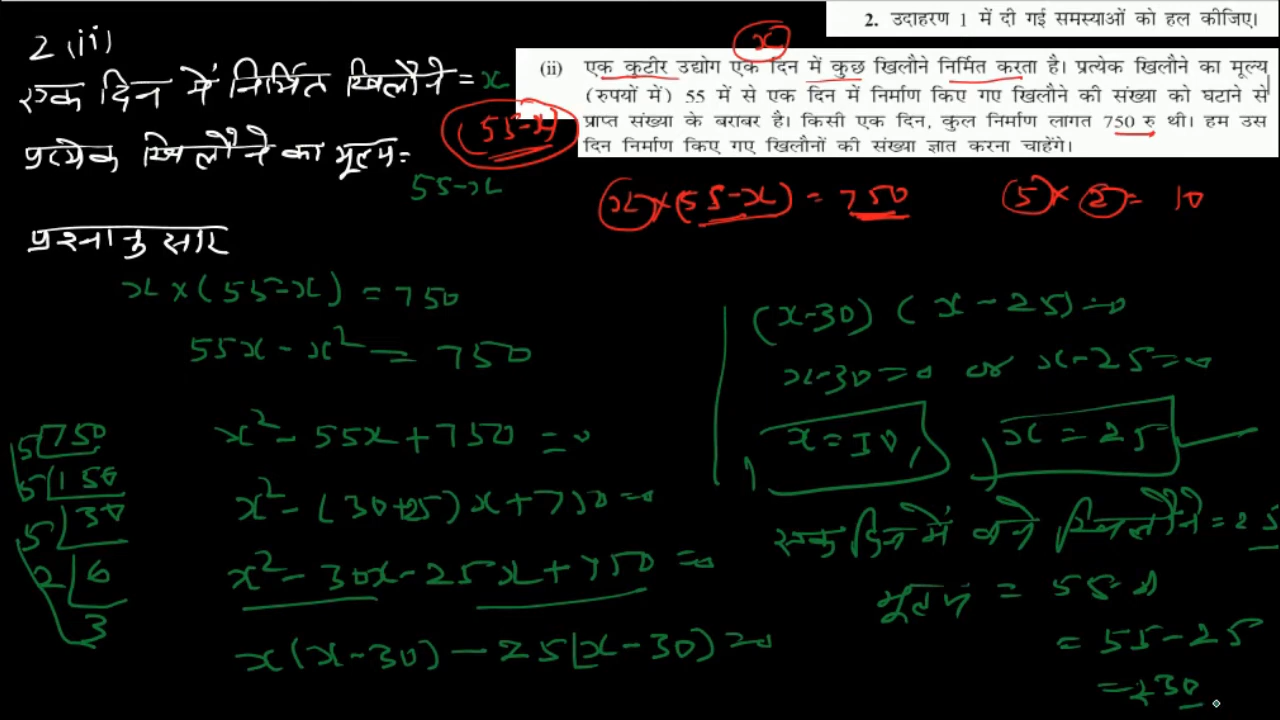 2. उदाहरण 1 में दी गई समस्याओं को हल कीजिए।
x
(ii) एक कुटीर उद्योग एक दिन में कुछ खिलौने निर्मित करता है। प्रत्येक खिलौने का मूल्य
(रुपयों में) 55 में से एक दिन में निर्माण किए गए खिलौने की संख्या को घटाने से
प्राप्त संख्या के बराबर है। किसी एक दिन, कुल निर्माण लागत 750 रु थी। हम उस
दिन निर्माण किए गए खिलौनों की संख्या ज्ञात करना चाहेंगे।
2 (ii)
एक दिन में निर्मित खिलौने = x
(55-x)
प्रत्येक खिलौने का मूल्य =
55-x
(x)×(55-x) = 750
(5)×(2) = 10
प्रश्नानुसार
x×(55-x) = 750
55x - x² = 750
x² - 55x + 750 = 0
x² - (30+25)x + 750 = 0
x² - 30x - 25x + 750 = 0
x(x-30) - 25(x-30) = 0
5|750
5|150
5|30
2|6
3
(x-30) (x-25) = 0
x-30 = 0 or x-25 = 0
x = 30, x = 25
एक दिन में बने खिलौने = 25
मूल्य = 55-x
= 55-25
= 230